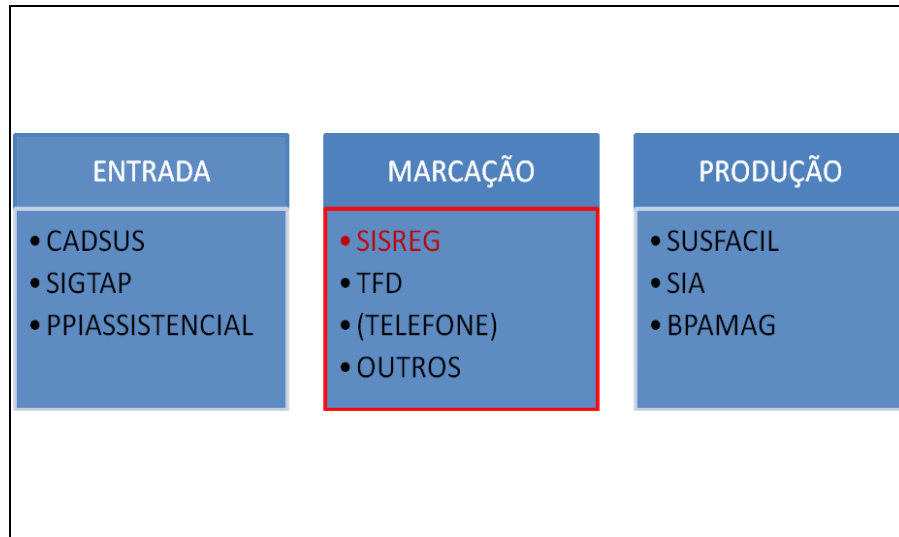 ENTRADA
• CADSUS
• SIGTAP
• PPIASSISTENCIAL
MARCAÇÃO
• SISREG
• TFD
• (TELEFONE)
• OUTROS
PRODUÇÃO
• SUSFACIL
• SIA
• BPAMAG